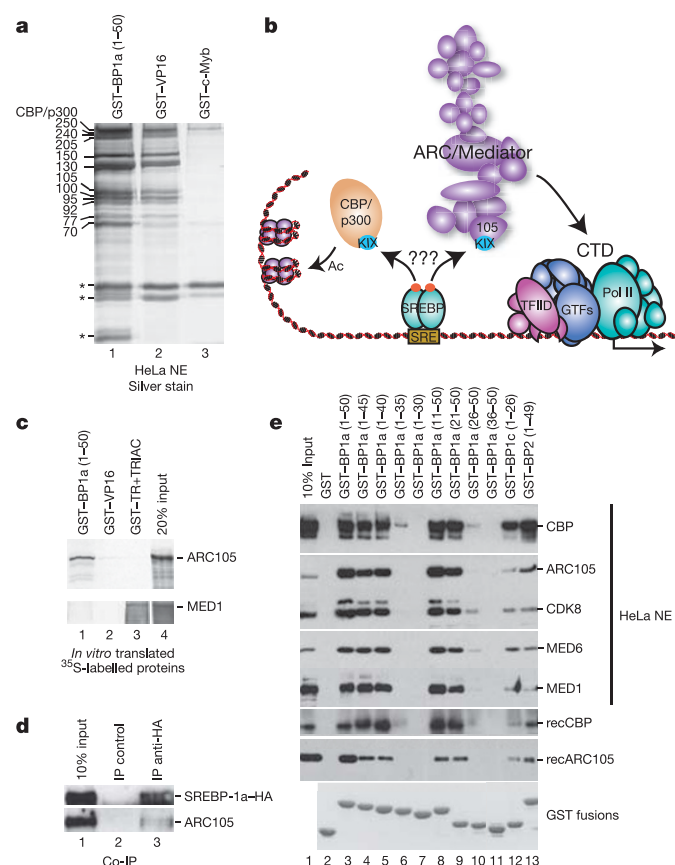 a
GST–BP1a (1–50)
GST–VP16
GST–c-Myb
CBP/p300
250
240
205
150
130
105
100
95
92
77
70
*
*
*
1 2 3
HeLa NE
Silver stain
b
ARC/Mediator
CBP/
p300
KIX
105
KIX
???
Ac
SREBP
SRE
CTD
TFIID
GTFs
Pol II
c
GST–BP1a (1–50)
GST–VP16
GST–TR+TRIAC
20% input
ARC105
MED1
1 2 3 4
In vitro translated
35S-labelled proteins
d
10% input
IP control
IP anti-HA
SREBP-1a–HA
ARC105
1 2 3
Co-IP
e
10% Input
GST
GST–BP1a (1–50)
GST–BP1a (1–45)
GST–BP1a (1–40)
GST–BP1a (1–35)
GST–BP1a (1–30)
GST–BP1a (11–50)
GST–BP1a (21–50)
GST–BP1a (26–50)
GST–BP1a (36–50)
GST–BP1c (1–26)
GST–BP2 (1–49)
CBP
ARC105
CDK8
MED6
MED1
HeLa NE
recCBP
recARC105
GST fusions
1 2 3 4 5 6 7 8 9 10 11 12 13